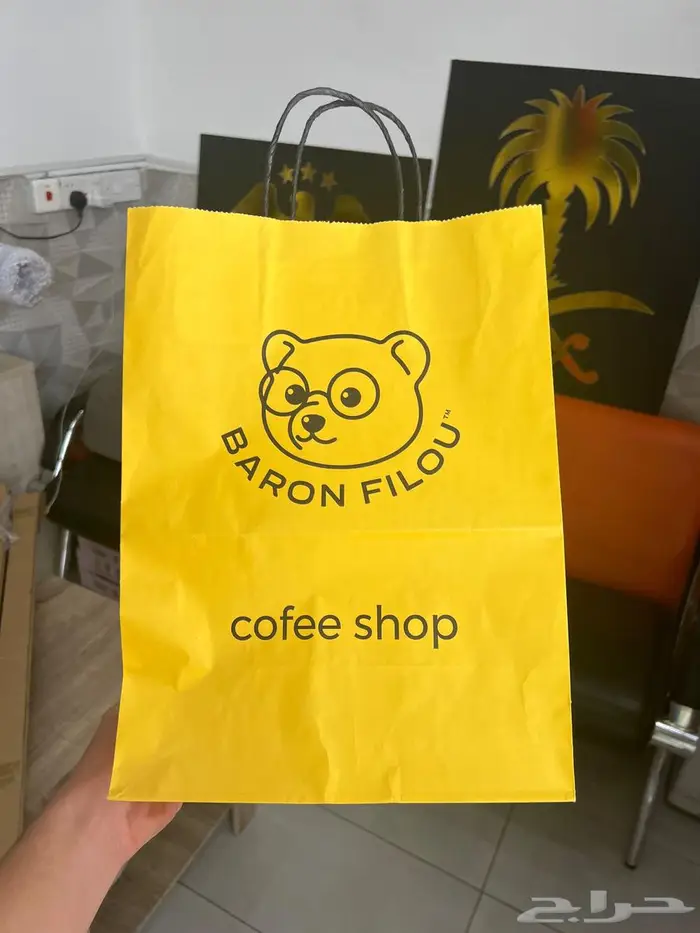 BARON FILOU™
cofee shop
حراج